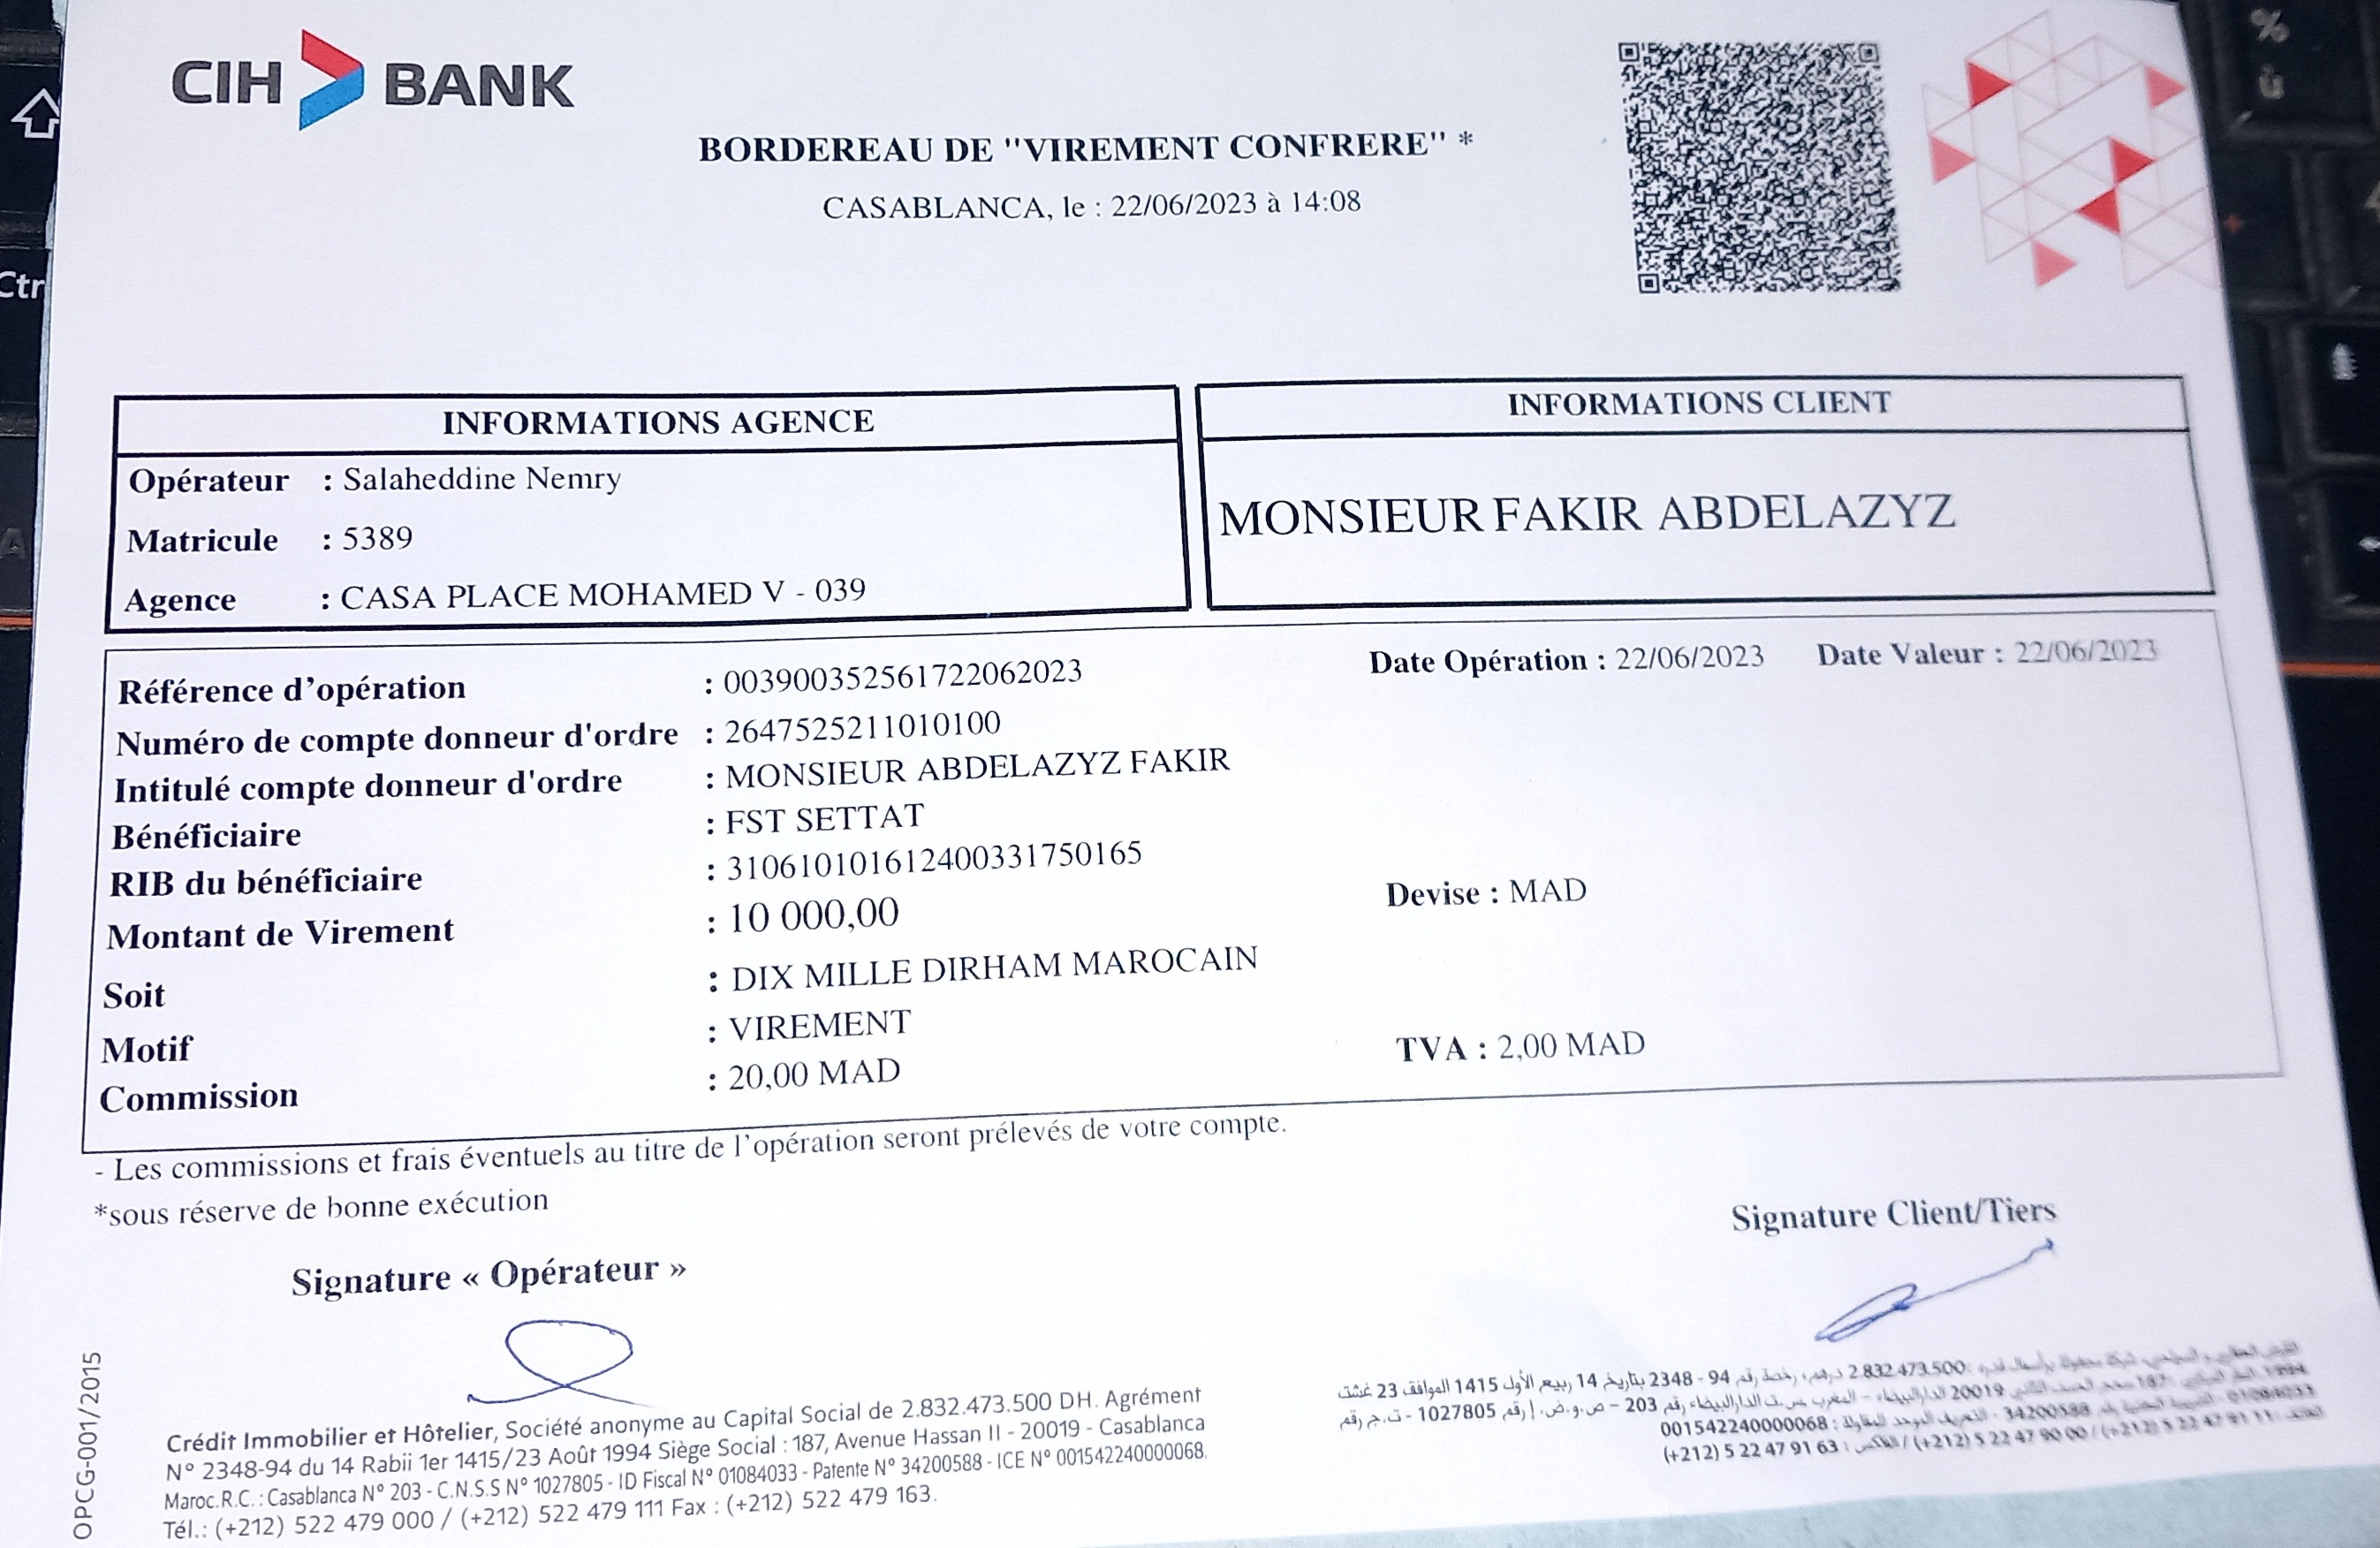 CIH BANK
BORDEREAU DE "VIREMENT CONFRERE" *
CASABLANCA, le : 22/06/2023 à 14:08
INFORMATIONS AGENCE
Opérateur : Salaheddine Nemry
Matricule : 5389
Agence : CASA PLACE MOHAMED V - 039
INFORMATIONS CLIENT
MONSIEUR FAKIR ABDELAZYZ
Référence d’opération : 003900352561722062023 Date Opération : 22/06/2023 Date Valeur : 22/06/2023
Numéro de compte donneur d'ordre : 2647525211010100
Intitulé compte donneur d'ordre : MONSIEUR ABDELAZYZ FAKIR
Bénéficiaire : FST SETTAT
RIB du bénéficiaire : 310610101612400331750165
Montant de Virement : 10 000,00 Devise : MAD
Soit : DIX MILLE DIRHAM MAROCAIN
Motif : VIREMENT
Commission : 20,00 MAD TVA : 2,00 MAD
- Les commissions et frais éventuels au titre de l’opération seront prélevés de votre compte.
*sous réserve de bonne exécution
Signature « Opérateur »
Signature Client/Tiers
OPCG-001/2015
Crédit Immobilier et Hôtelier, Société anonyme au Capital Social de 2.832.473.500 DH. Agrément
N° 2348-94 du 14 Rabii 1er 1415/23 Août 1994 Siège Social : 187, Avenue Hassan II - 20019 - Casablanca
Maroc.R.C. : Casablanca N° 203 - C.N.S.S N° 1027805 - ID Fiscal N° 01084033 - Patente N° 34200588 - ICE N° 001542240000068.
Tél.: (+212) 522 479 000 / (+212) 522 479 111 Fax : (+212) 522 479 163.
2.832.473.500 درهم، رخصة رقم 94 - 2348 بتاريخ 14 ربيع الأول 1415 الموافق 23 غشت
1994 187 20019 الدار البيضاء - المغرب س.ت الدار البيضاء رقم 203 - ص.و.ض.إ رقم 1027805 - ت.ج رقم
01084033 34200588 - التعريف الموحد للمقاولة : 001542240000068
(+212) 5 22 47 90 00 / (+212) 5 22 47 91 11 / الفاكس : (+212) 5 22 47 91 63